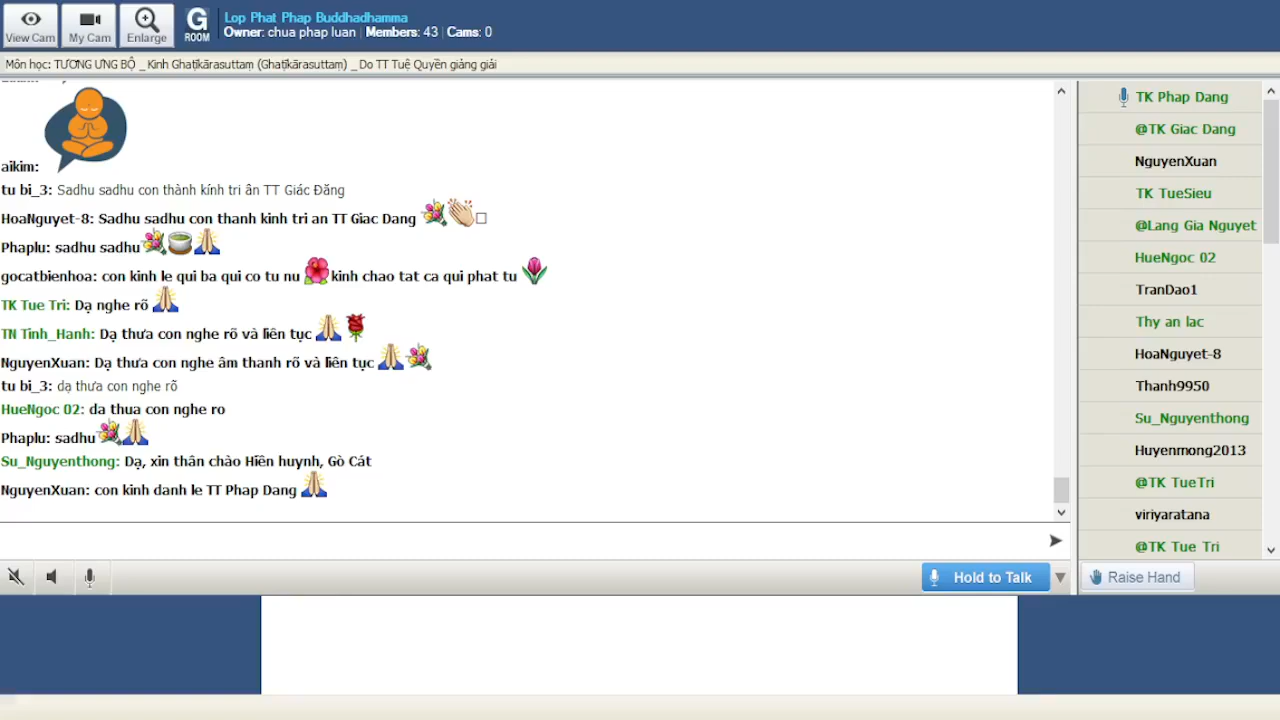 View Cam
My Cam
Enlarge
G
ROOM
Lop Phat Phap Buddhadhamma
Owner: chua phap luan | Members: 43 | Cams: 0
Môn học: TƯƠNG ƯNG BỘ _ Kinh Ghaṭīkārasuttaṃ (Ghaṭīkārasuttaṃ) _ Do TT Tuệ Quyền giảng giải
aikim:
tu bi_3: Sadhu sadhu con thành kính tri ân TT Giác Đăng
HoaNguyet-8: Sadhu sadhu con thanh kinh tri an TT Giac Dang
Phaplu: sadhu sadhu
gocatbienhoa: con kinh le qui ba qui co tu nu kinh chao tat ca qui phat tu
TK Tue Tri: Dạ nghe rõ
TN Tinh_Hanh: Dạ thưa con nghe rõ và liên tục
NguyenXuan: Dạ thưa con nghe âm thanh rõ và liên tục
tu bi_3: dạ thưa con nghe rõ
HueNgoc 02: da thua con nghe ro
Phaplu: sadhu
Su_Nguyenthong: Dạ, xin thân chào Hiền huynh, Gò Cát
NguyenXuan: con kinh danh le TT Phap Dang
Hold to Talk
TK Phap Dang
@TK Giac Dang
NguyenXuan
TK TueSieu
@Lang Gia Nguyet
HueNgoc 02
TranDao1
Thy an lac
HoaNguyet-8
Thanh9950
Su_Nguyenthong
Huyenmong2013
@TK TueTri
viriyaratana
@TK Tue Tri
Raise Hand